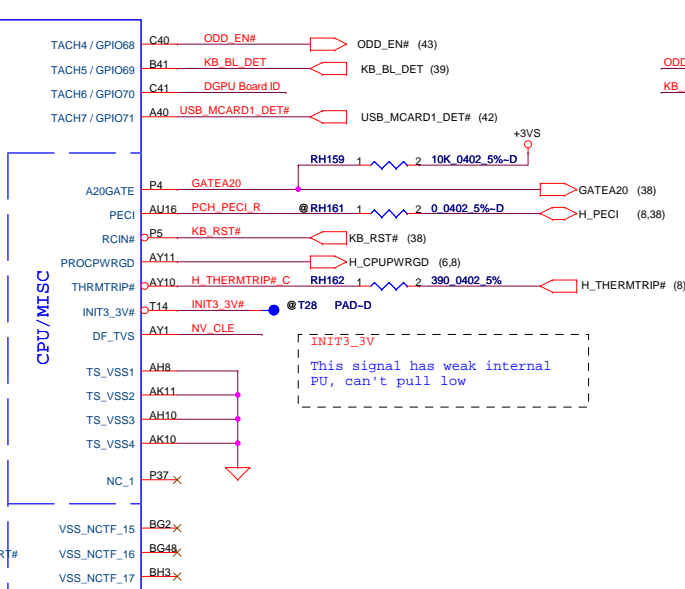 TACH4 / GPIO68 C40 ODD_EN# ODD_EN# (43)
TACH5 / GPIO69 B41 KB_BL_DET KB_BL_DET (39)
TACH6 / GPIO70 C41 DGPU Board ID
TACH7 / GPIO71 A40 USB_MCARD1_DET# USB_MCARD1_DET# (42)
ODD
KB_
+3VS
RH159 1 2 10K_0402_5%~D
A20GATE P4 GATEA20 GATEA20 (38)
PECI AU16 PCH_PECI_R @ RH161 1 2 0_0402_5%~D H_PECI (8,38)
RCIN# P5 KB_RST# KB_RST# (38)
PROCPWRGD AY11 H_CPUPWRGD (6,8)
THRMTRIP# AY10 H_THERMTRIP#_C RH162 1 2 390_0402_5% H_THERMTRIP# (8)
INIT3_3V# T14 INIT3_3V# @ T28 PAD~D
DF_TVS AY1 NV_CLE
CPU/MISC
INIT3_3V
This signal has weak internal
PU, can't pull low
TS_VSS1 AH8
TS_VSS2 AK11
TS_VSS3 AH10
TS_VSS4 AK10
NC_1 P37
VSS_NCTF_15 BG2
RT# VSS_NCTF_16 BG48
VSS_NCTF_17 BH3